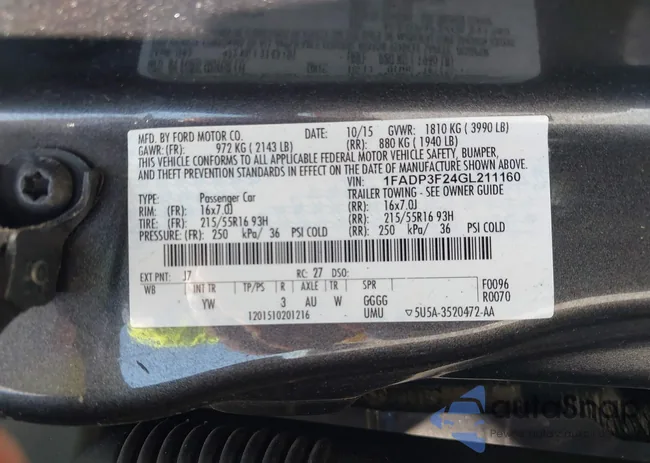 MFD. BY FORD MOTOR CO. DATE: 10/15 GVWR: 1810 KG ( 3990 LB)
GAWR: (FR): 972 KG ( 2143 LB) (RR): 880 KG ( 1940 LB)
THIS VEHICLE CONFORMS TO ALL APPLICABLE FEDERAL MOTOR VEHICLE SAFETY, BUMPER,
THEFT PREVENTION STANDARDS IN EFFECT ON THE DATE OF MANUFACTURE SHOWN ABOVE.
VIN: 1FADP3F24GL211160
TYPE: Passenger Car TRAILER TOWING - SEE OWNER GUIDE
RIM: (FR): 16x7.0J (RR): 16x7.0J
TIRE: (FR): 215/55R16 93H (RR): 215/55R16 93H
PRESSURE: (FR): 250 kPa/ 36 PSI COLD (RR): 250 kPa/ 36 PSI COLD
EXT PNT: J7 RC: 27 DSO:
WB INT TR TP/PS R AXLE TR SPR F0096
YW 3 AU W GGGG R0070
1201510201216 UMU 5U5A-3520472-AA
autoSnap